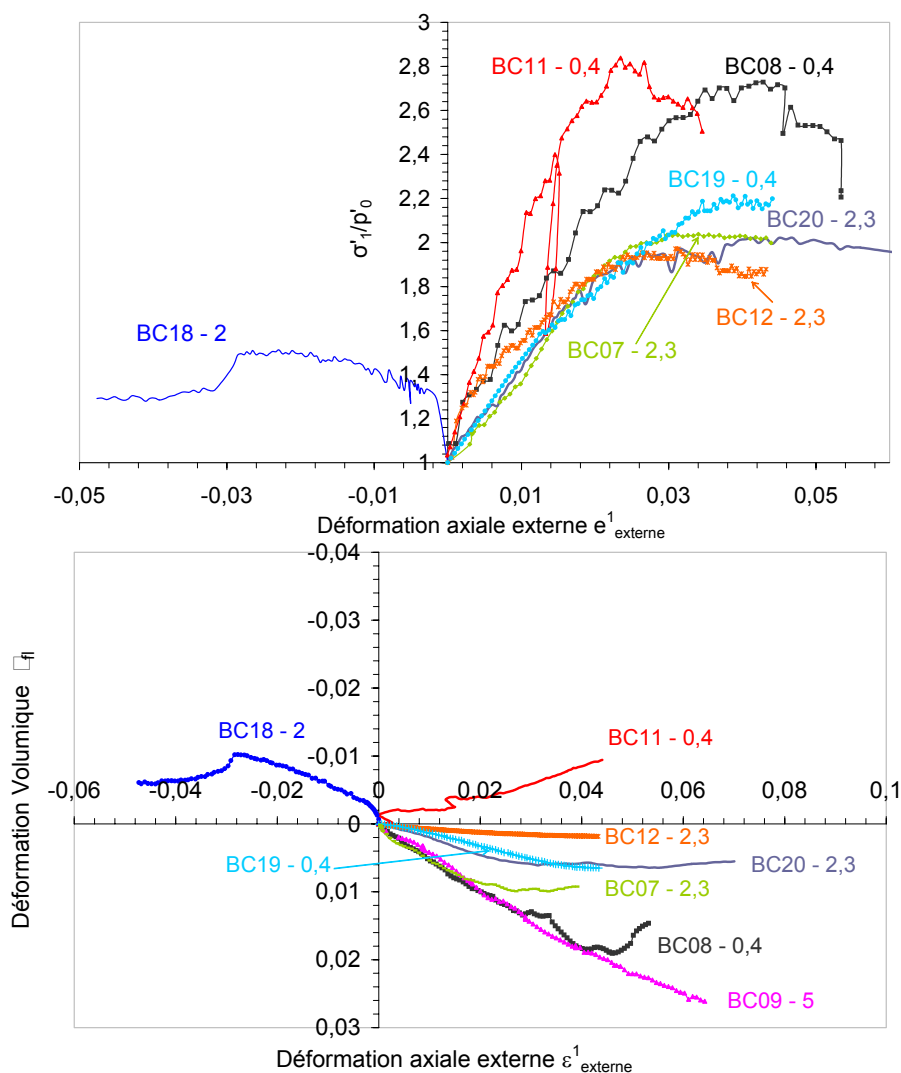 3
2,8
2,6
2,4
2,2
2
1,8
1,6
1,4
1,2
1
σ'1/p'0
BC11 - 0,4
BC08 - 0,4
BC19 - 0,4
BC20 - 2,3
BC12 - 2,3
BC07 - 2,3
BC18 - 2
-0,05 -0,03 -0,01 0,01 0,03 0,05
Déformation axiale externe e¹externe
-0,04
-0,03
-0,02
-0,01
0
0,01
0,02
0,03
Déformation Volumique □fl
BC18 - 2
BC11 - 0,4
-0,06 -0,04 -0,02 0,02 0,04 0,06 0,08 0,1
BC12 - 2,3
BC19 - 0,4
BC20 - 2,3
BC07 - 2,3
BC08 - 0,4
BC09 - 5
Déformation axiale externe ε¹externe